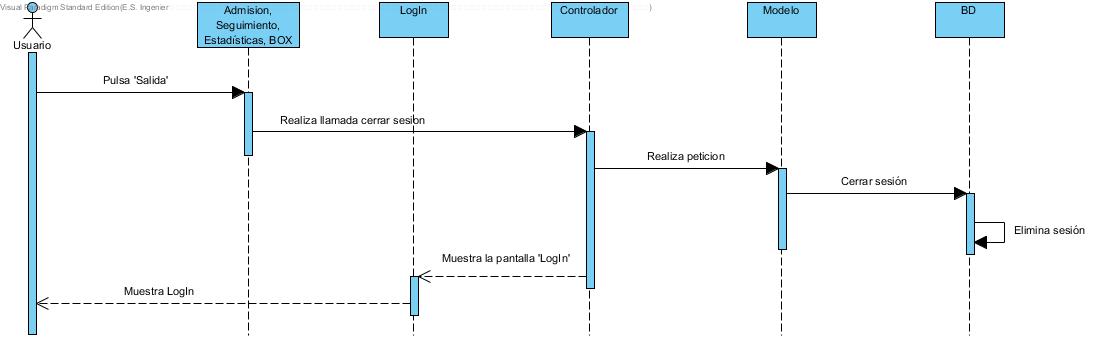 Visual Paradigm Standard Edition(E.S. Ingenier
)
Usuario
Admision,
Seguimiento,
Estadísticas, BOX
LogIn
Controlador
Modelo
BD
Pulsa 'Salida'
Realiza llamada cerrar sesion
Realiza peticion
Cerrar sesión
Elimina sesión
Muestra la pantalla 'LogIn'
Muestra LogIn